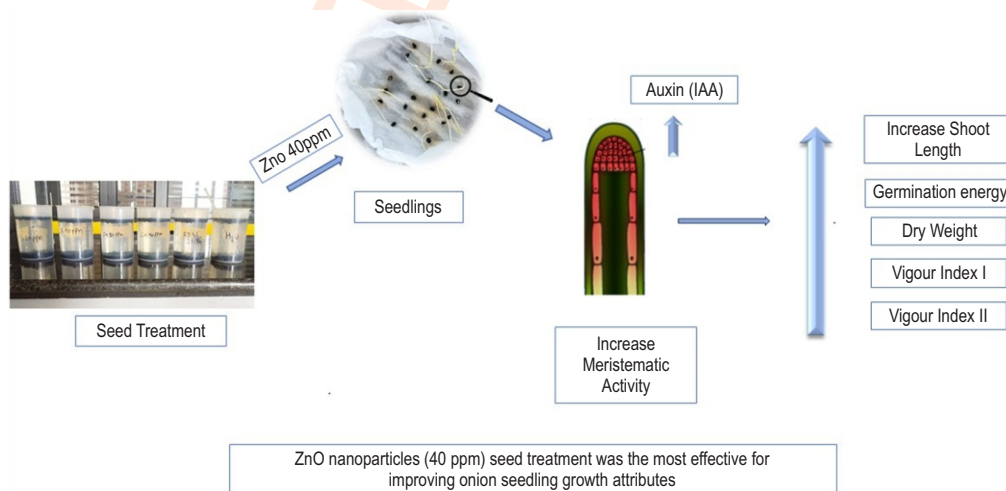 Zno 40ppm
Seed Treatment
Seedlings
Auxin (IAA)
Increase
Meristematic
Activity
Increase Shoot
Length
Germination energy
Dry Weight
Vigour Index I
Vigour Index II
ZnO nanoparticles (40 ppm) seed treatment was the most effective for
improving onion seedling growth attributes